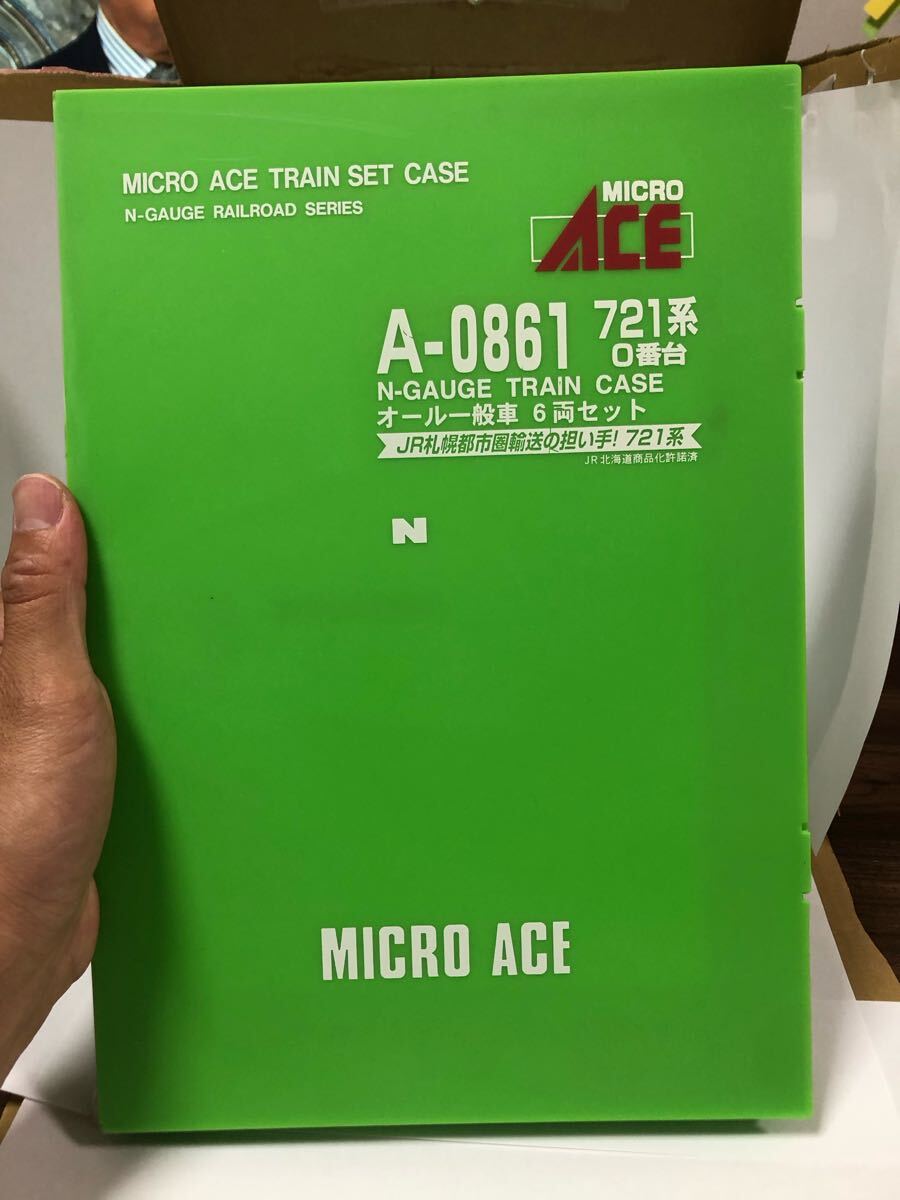 MICRO ACE TRAIN SET CASE
N-GAUGE RAILROAD SERIES
MICRO
ACE
A-0861 721系
0番台
N-GAUGE TRAIN CASE
オール一般車 6両セット
JR札幌都市圏輸送の担い手! 721系
JR北海道商品化許諾済
N
MICRO ACE